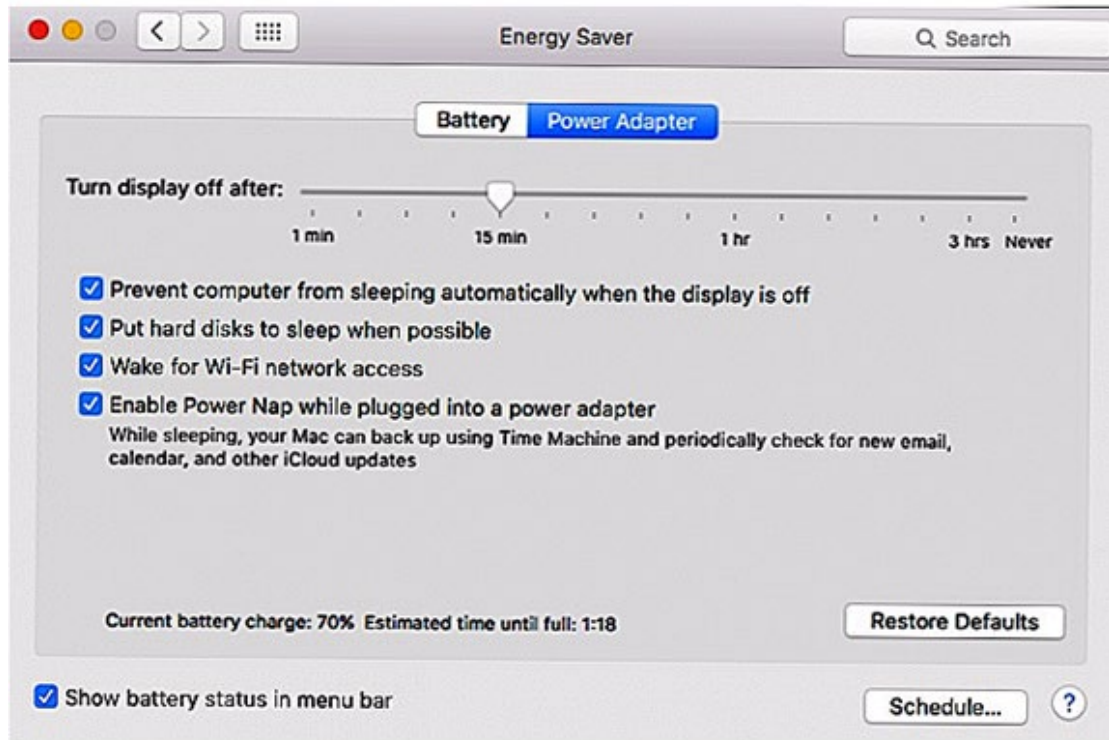 Energy Saver
Search
Battery Power Adapter
Turn display off after:
1 min 15 min 1 hr 3 hrs Never
Prevent computer from sleeping automatically when the display is off
Put hard disks to sleep when possible
Wake for Wi-Fi network access
Enable Power Nap while plugged into a power adapter
While sleeping, your Mac can back up using Time Machine and periodically check for new email,
calendar, and other iCloud updates
Current battery charge: 70% Estimated time until full: 1:18
Restore Defaults
Show battery status in menu bar
Schedule... ?